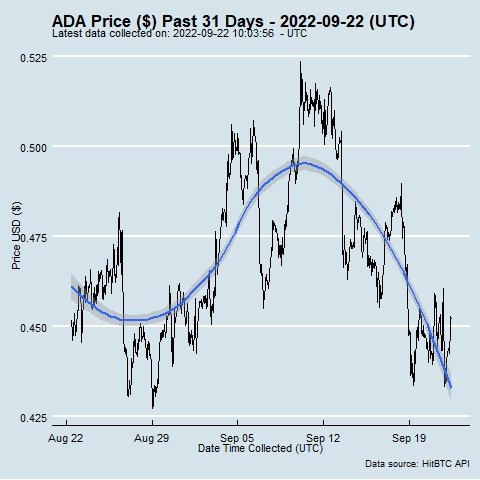 ADA Price ($) Past 31 Days - 2022-09-22 (UTC)
Latest data collected on: 2022-09-22 10:03:56 - UTC
0.525
0.500
0.475
0.450
0.425
Price USD ($)
Aug 22
Aug 29
Sep 05
Sep 12
Sep 19
Date Time Collected (UTC)
Data source: HitBTC API